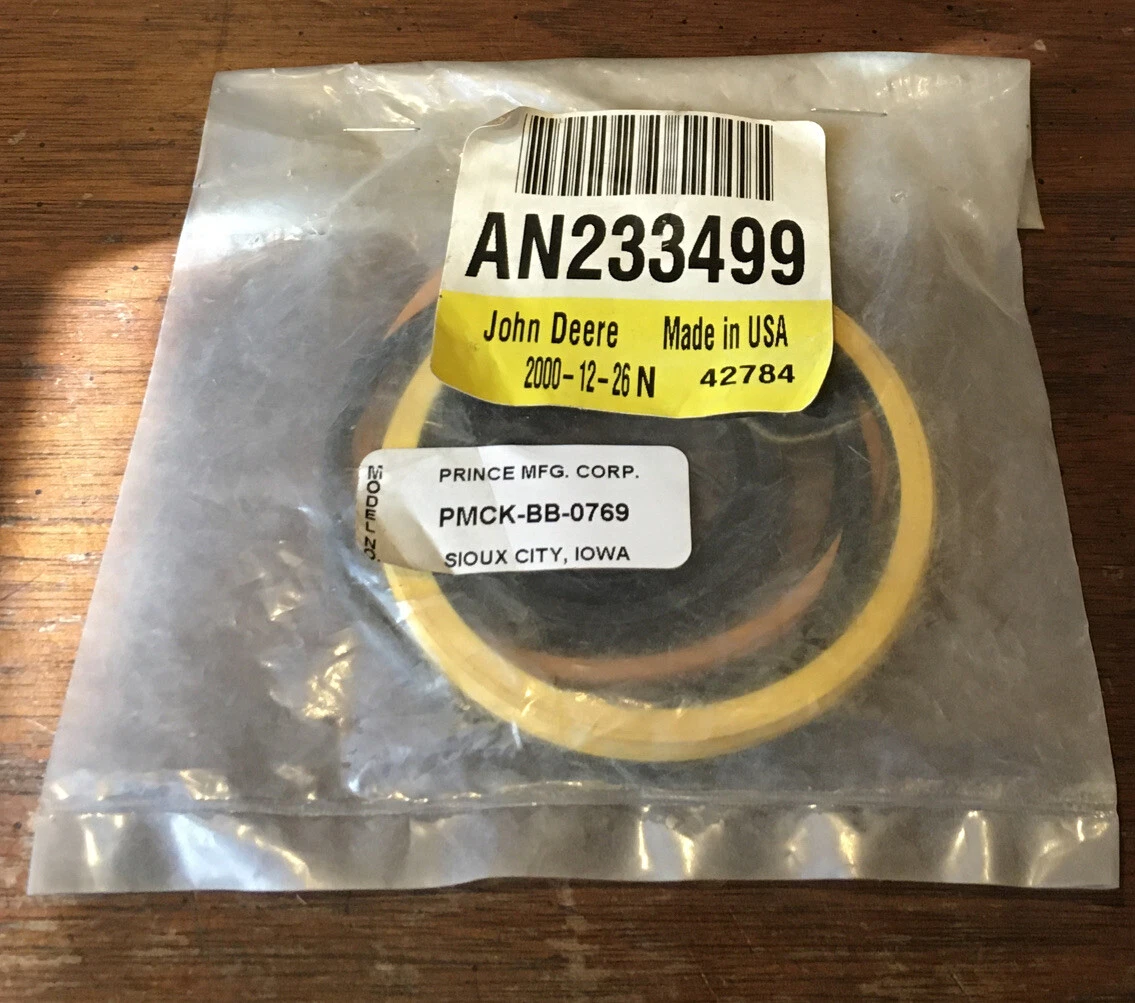 AN233499
John Deere Made in USA
2000-12-26 N 42784
MODEL NO.
PRINCE MFG. CORP.
PMCK-BB-0769
SIOUX CITY, IOWA